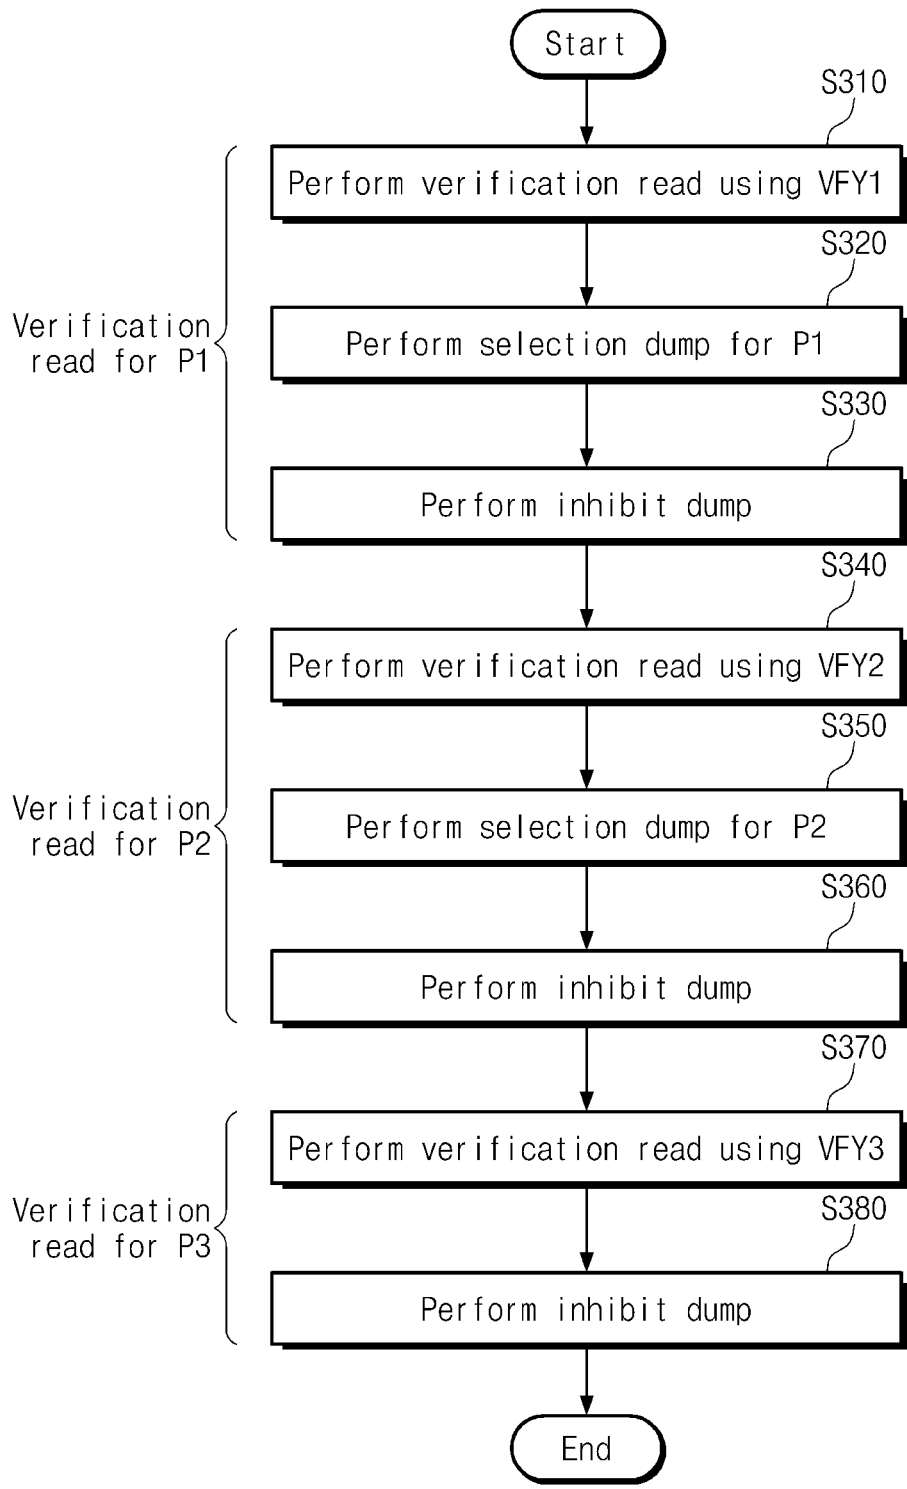 Start
S310
Perform verification read using VFY1
S320
Verification
read for P1
Perform selection dump for P1
S330
Perform inhibit dump
S340
Perform verification read using VFY2
S350
Verification
read for P2
Perform selection dump for P2
S360
Perform inhibit dump
S370
Perform verification read using VFY3
Verification
read for P3
S380
Perform inhibit dump
End